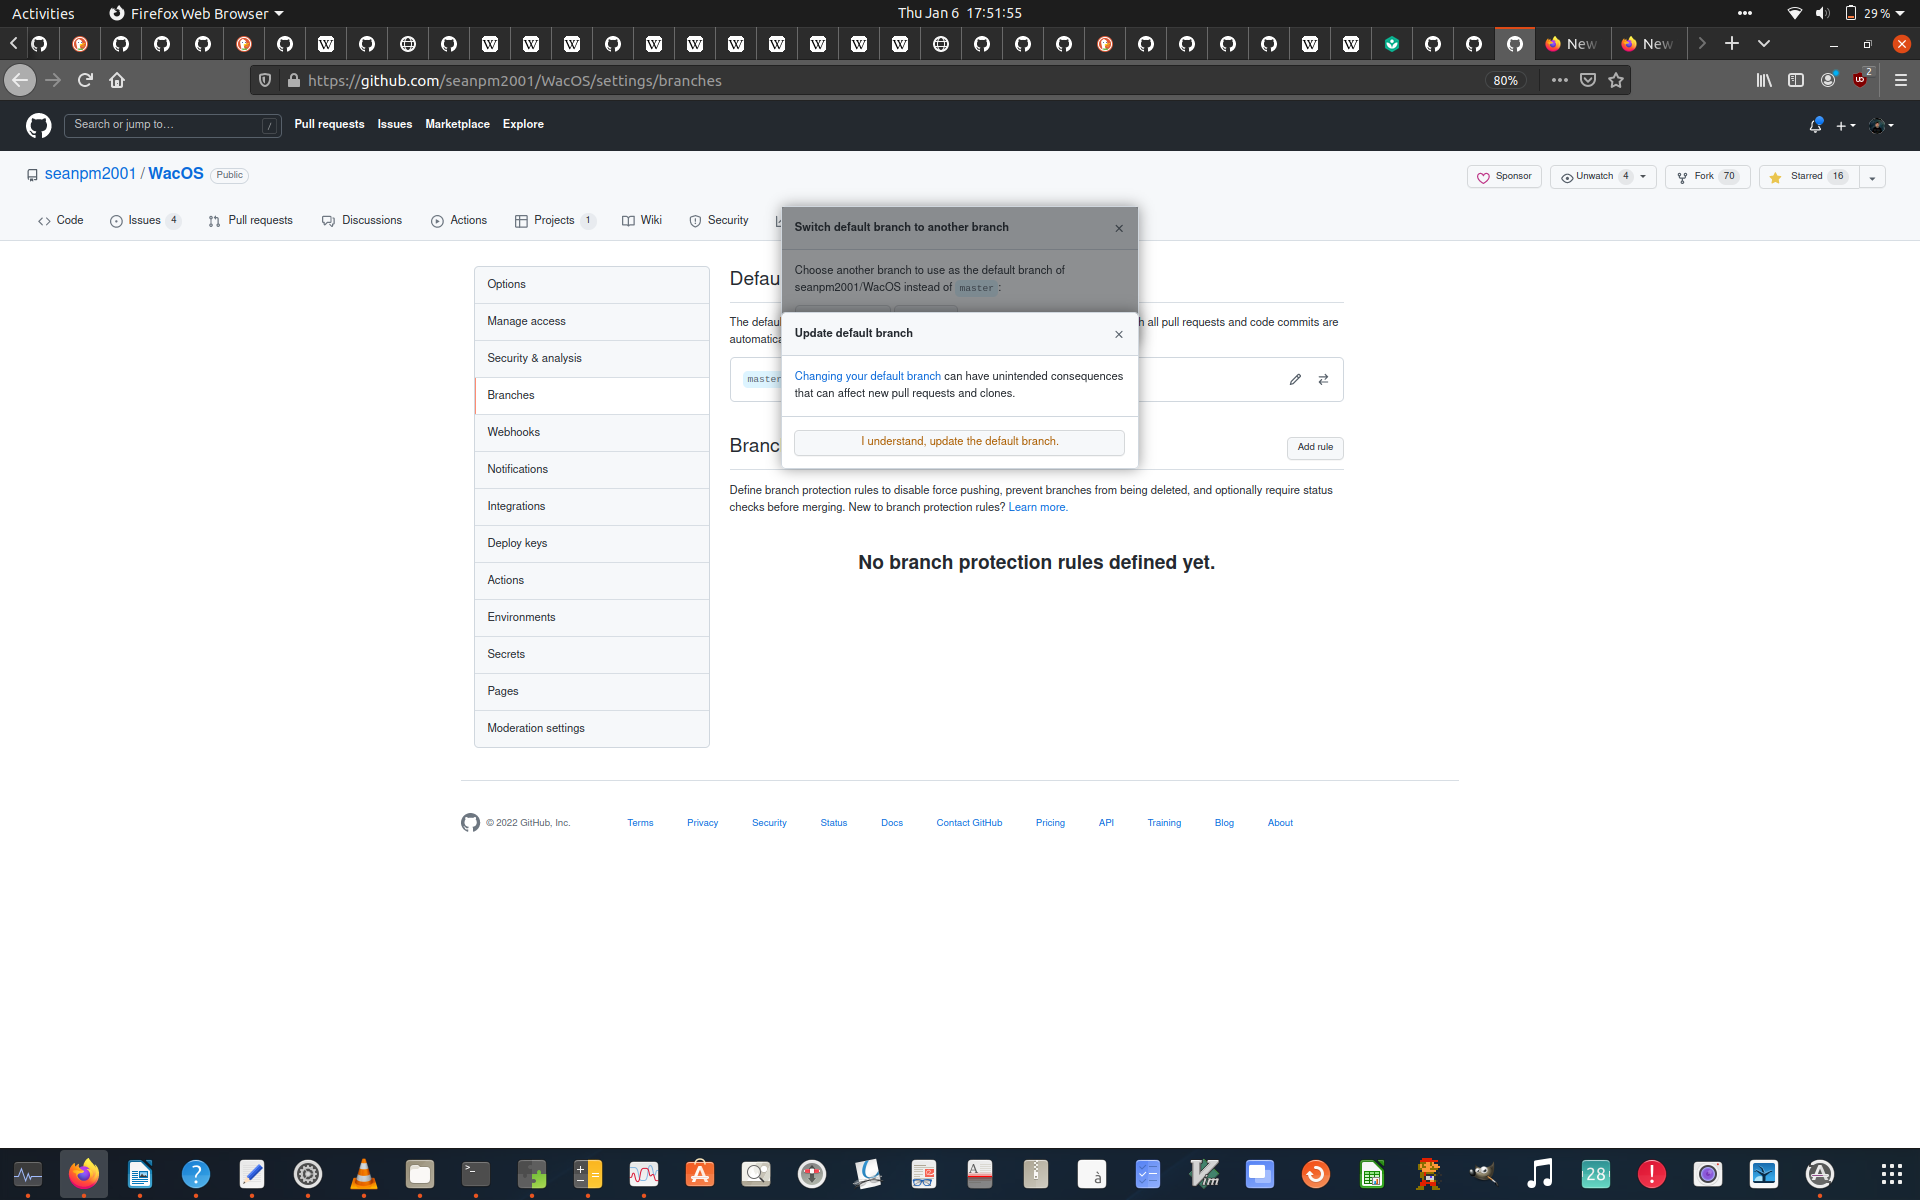 Activities
Firefox Web Browser
Thu Jan 6 17:51:55
29 %
New
New
https://github.com/seanpm2001/WacOS/settings/branches
80%
2
Search or jump to…
/
Pull requests
Issues
Marketplace
Explore
seanpm2001 / WacOS
Public
Sponsor
Unwatch 4
Fork 70
Starred 16
Code
Issues 4
Pull requests
Discussions
Actions
Projects 1
Wiki
Security
Switch default branch to another branch
Choose another branch to use as the default branch of
seanpm2001/WacOS instead of master :
Update default branch
Changing your default branch can have unintended consequences
that can affect new pull requests and clones.
I understand, update the default branch.
Options
Manage access
Security & analysis
Branches
Webhooks
Notifications
Integrations
Deploy keys
Actions
Environments
Secrets
Pages
Moderation settings
Defau
The defau
h all pull requests and code commits are
automatica
master
Branc
Add rule
Define branch protection rules to disable force pushing, prevent branches from being deleted, and optionally require status
checks before merging. New to branch protection rules? Learn more.
No branch protection rules defined yet.
© 2022 GitHub, Inc.
Terms
Privacy
Security
Status
Docs
Contact GitHub
Pricing
API
Training
Blog
About
28